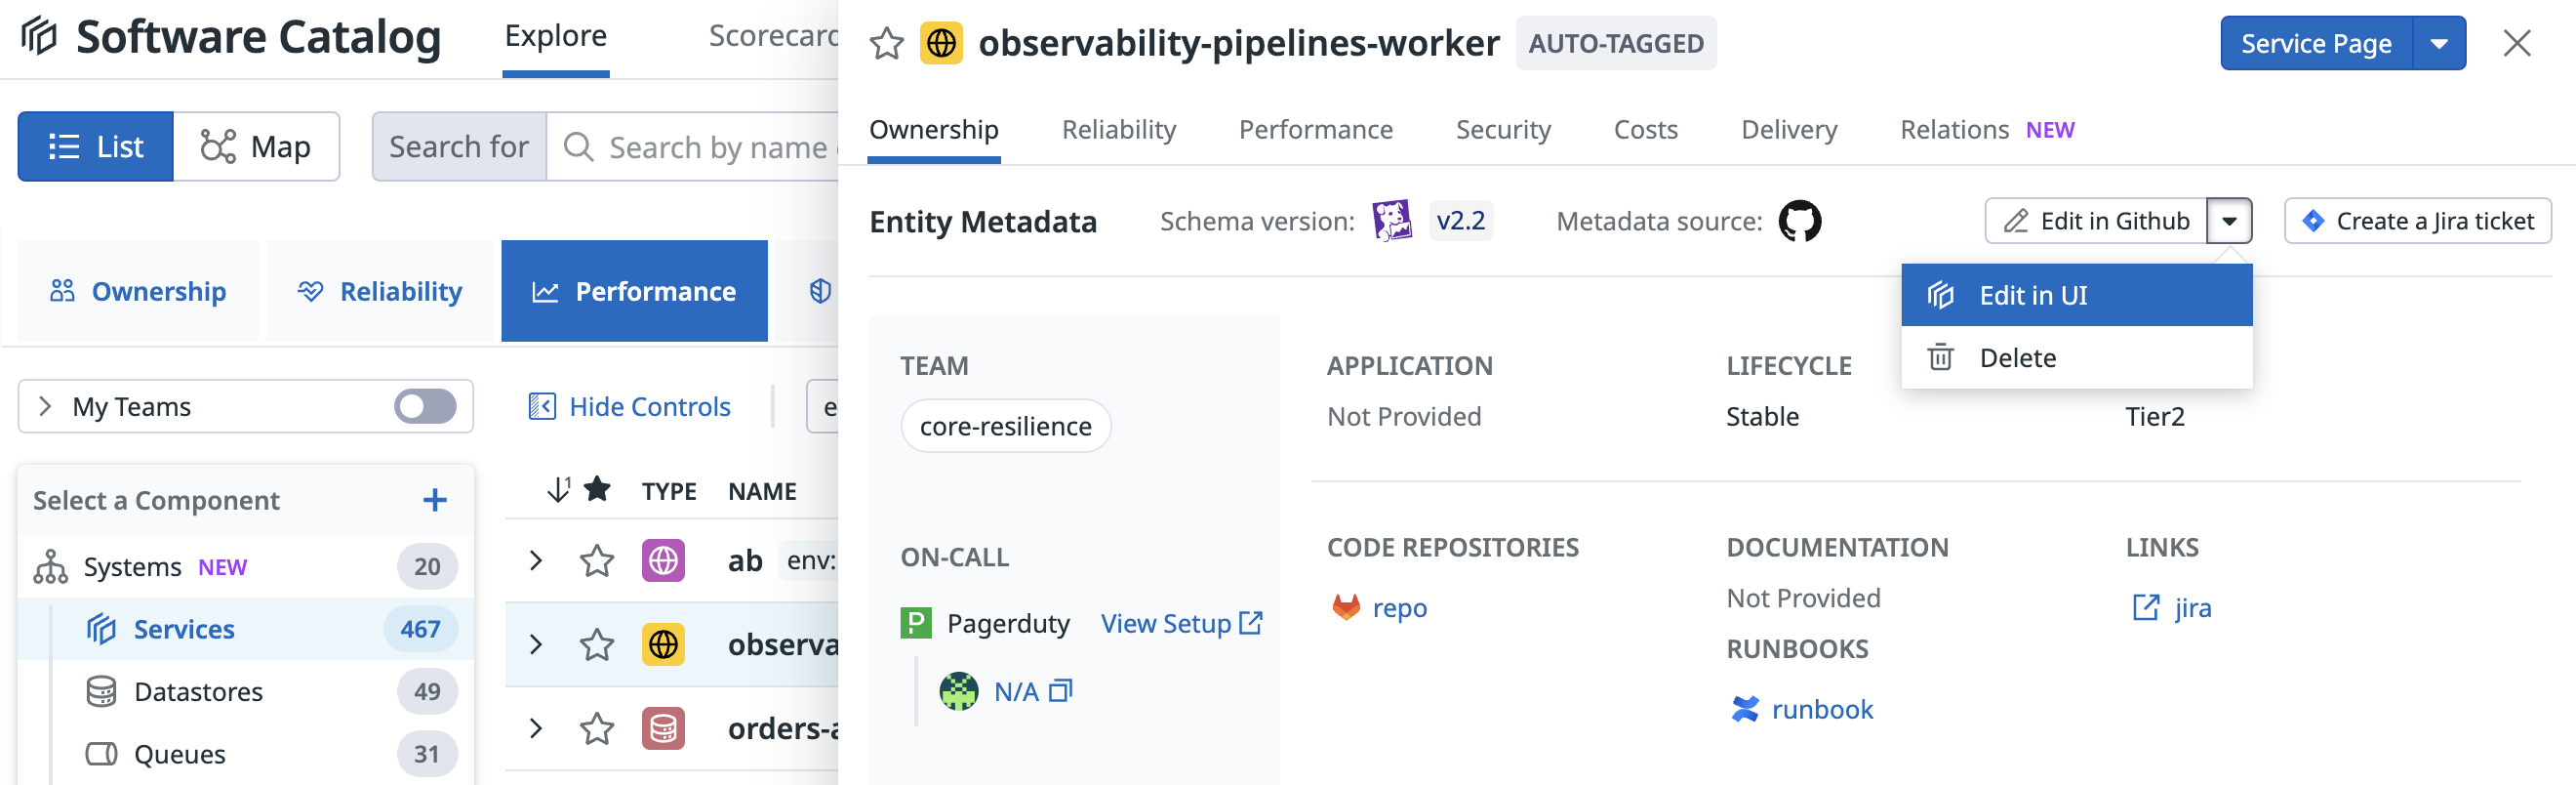 Software Catalog
Explore
Scorecard
List
Map
Search for
Search by name
Ownership
Reliability
Performance
My Teams
Hide Controls
Select a Component
Systems NEW 20
Services 467
Datastores 49
Queues 31
1 TYPE NAME
ab env:
observa
orders-a
observability-pipelines-worker AUTO-TAGGED
Service Page
Ownership Reliability Performance Security Costs Delivery Relations NEW
Entity Metadata Schema version: v2.2 Metadata source:
Edit in Github
Create a Jira ticket
Edit in UI
Delete
TEAM
core-resilience
ON-CALL
Pagerduty View Setup
N/A
APPLICATION
Not Provided
LIFECYCLE
Stable
Tier2
CODE REPOSITORIES
repo
DOCUMENTATION
Not Provided
RUNBOOKS
runbook
LINKS
jira